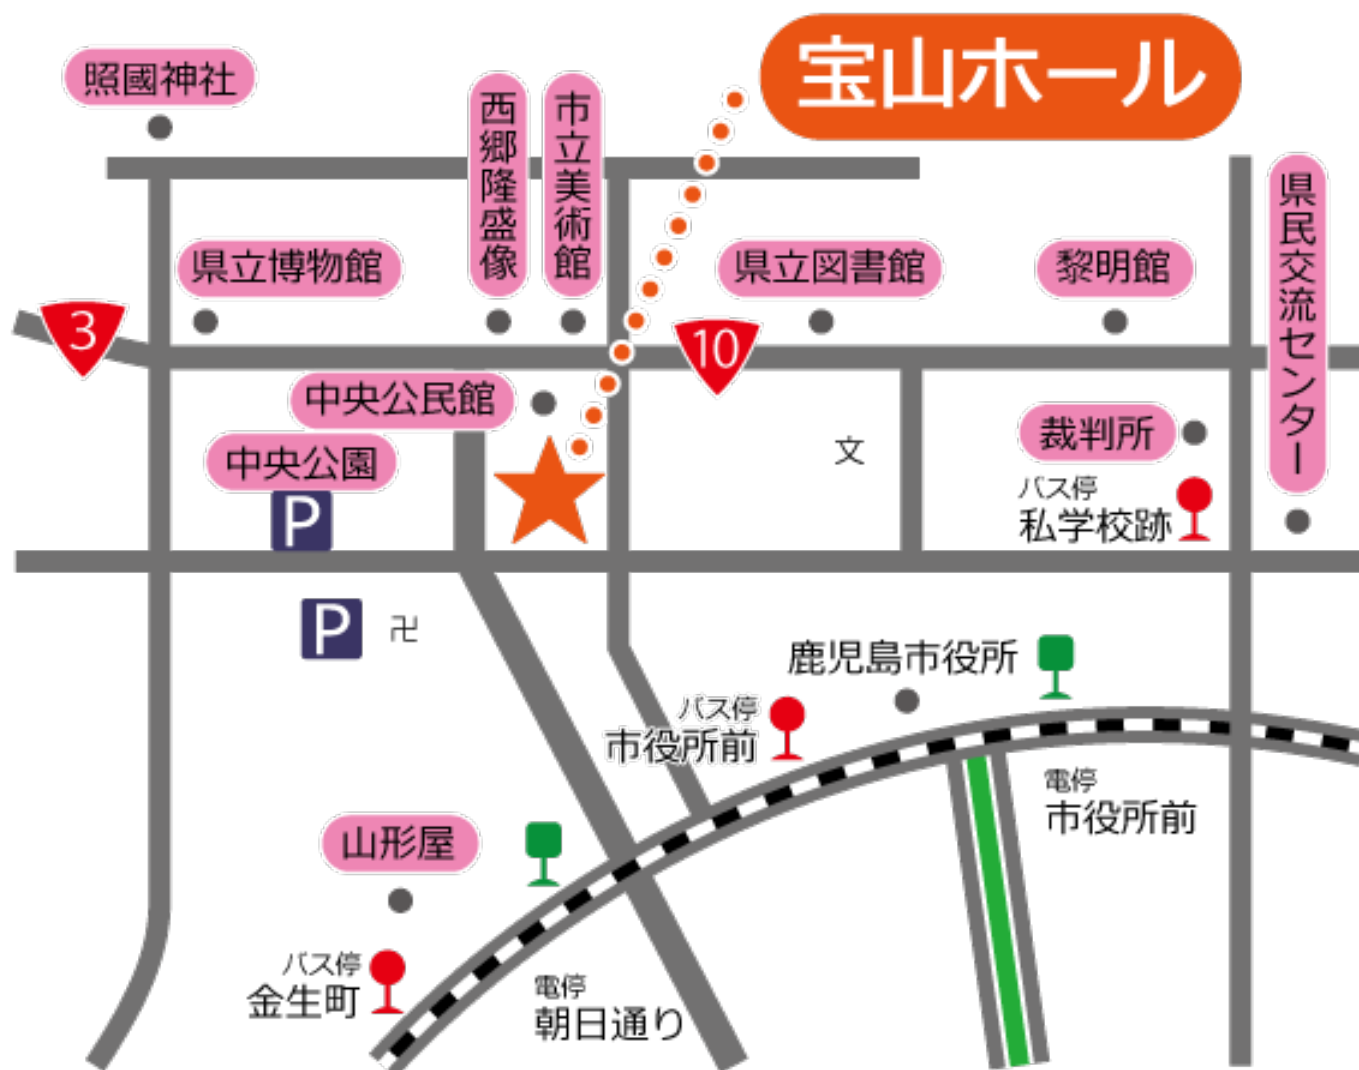 宝山ホール
照國神社
西郷隆盛像
市立美術館
県民交流センター
県立博物館
県立図書館
黎明館
3
10
中央公民館
裁判所
文
中央公園
バス停
私学校跡
P
P
卍
鹿児島市役所
バス停
市役所前
電停
市役所前
山形屋
バス停
金生町
電停
朝日通り